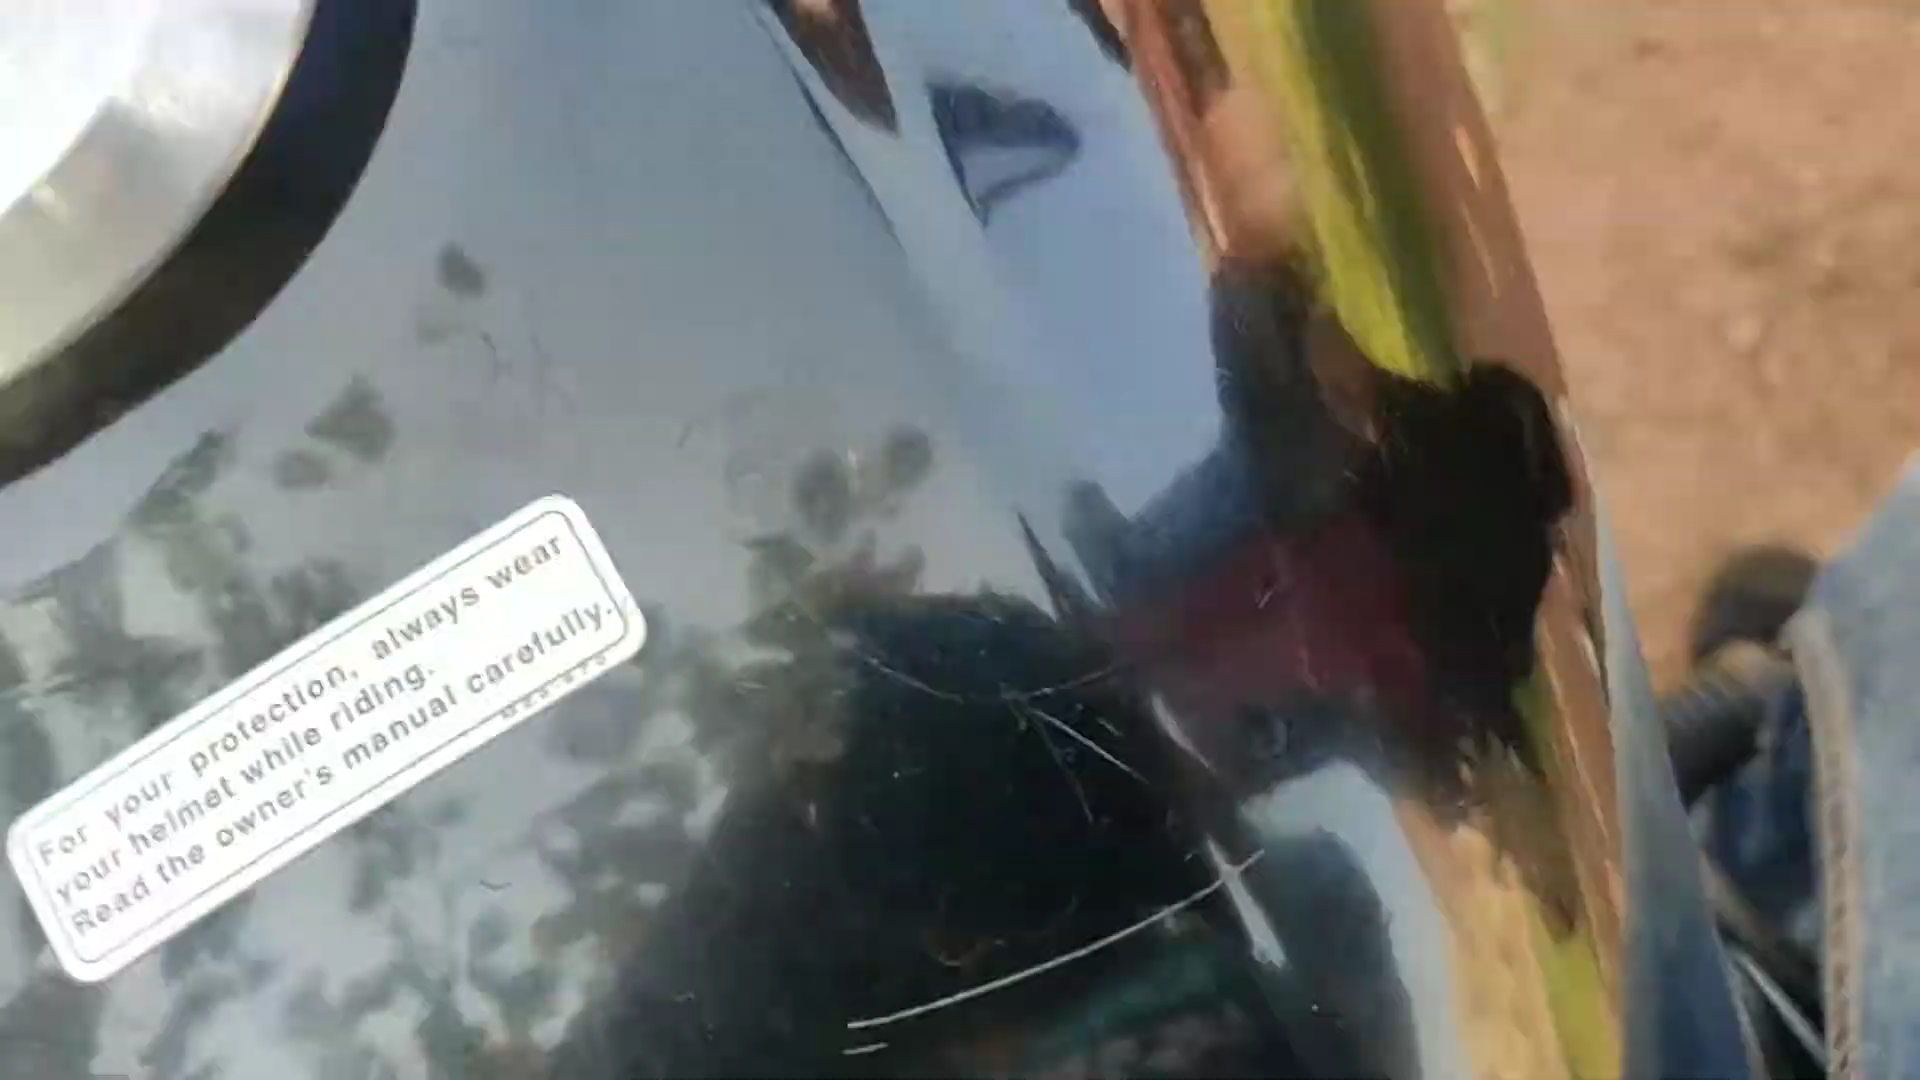 For your protection, always wear
your helmet while riding.
Read the owner's manual carefully.